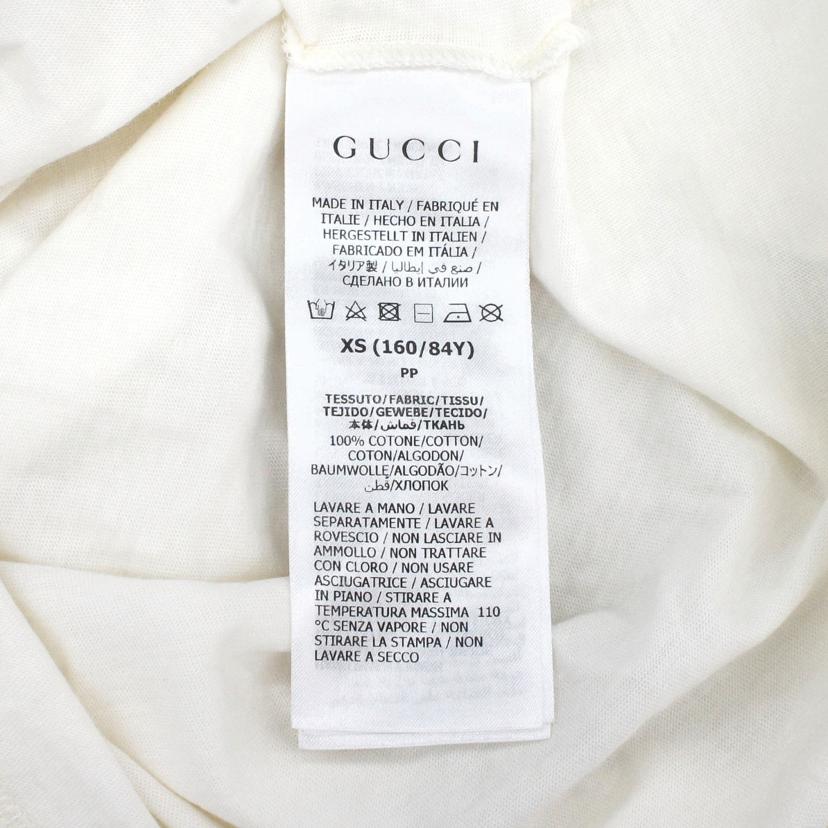 GUCCI
MADE IN ITALY / FABRIQUÉ EN
ITALIE / HECHO EN ITALIA /
HERGESTELLT IN ITALIEN /
FABRICADO EM ITÁLIA /
イタリア製 / صنع في إيطاليا /
СДЕЛАНО В ИТАЛИИ
XS (160/84Y)
PP
TESSUTO/FABRIC/TISSU/
TEJIDO/GEWEBE/TECIDO/
本体/قماش/ТКАНЬ
100% COTONE/COTTON/
COTON/ALGODON/
BAUMWOLLE/ALGODÃO/コットン/
قطن/ХЛОПОК
LAVARE A MANO / LAVARE
SEPARATAMENTE / LAVARE A
ROVESCIO / NON LASCIARE IN
AMMOLLO / NON TRATTARE
CON CLORO / NON USARE
ASCIUGATRICE / ASCIUGARE
IN PIANO / STIRARE A
TEMPERATURA MASSIMA 110
°C SENZA VAPORE / NON
STIRARE LA STAMPA / NON
LAVARE A SECCO